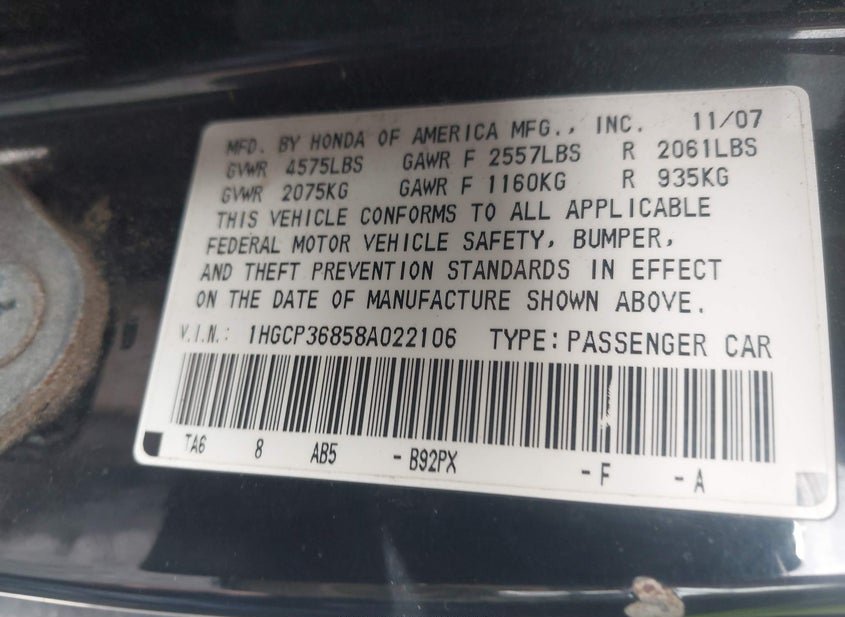 MFD. BY HONDA OF AMERICA MFG., INC. 11/07
GVWR 4575LBS GAWR F 2557LBS R 2061LBS
GVWR 2075KG GAWR F 1160KG R 935KG
THIS VEHICLE CONFORMS TO ALL APPLICABLE
FEDERAL MOTOR VEHICLE SAFETY, BUMPER,
AND THEFT PREVENTION STANDARDS IN EFFECT
ON THE DATE OF MANUFACTURE SHOWN ABOVE.
V.I.N.: 1HGCP36858A022106 TYPE: PASSENGER CAR
TA6 8 AB5 - B92PX - F - A